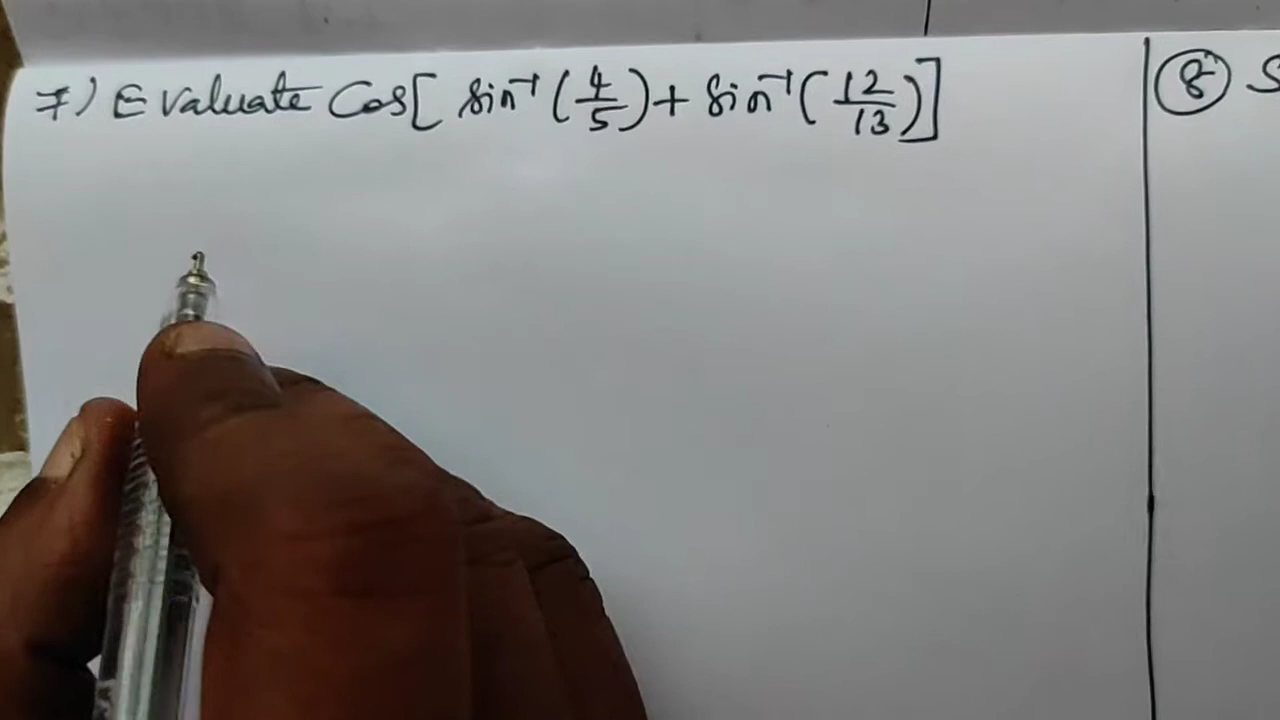 7) Evaluate Cos[ sin⁻¹(4/5) + sin⁻¹(12/13)]
⑧ S